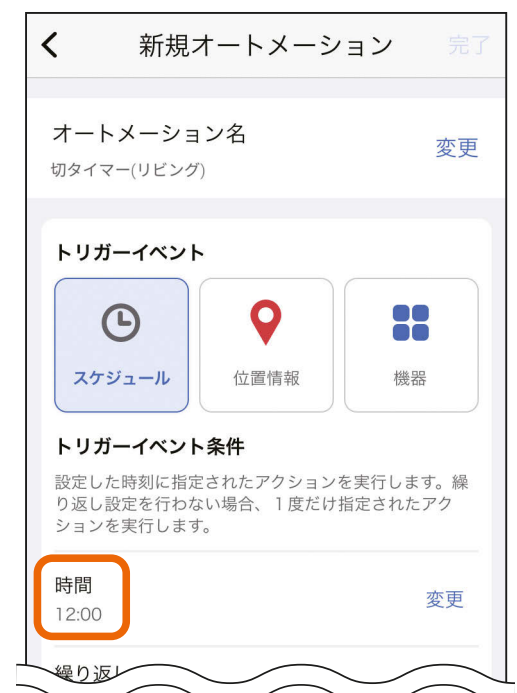 新規オートメーション 完了
オートメーション名
変更
切タイマー(リビング)
トリガーイベント
スケジュール 位置情報 機器
トリガーイベント条件
設定した時刻に指定されたアクションを実行します。繰
り返し設定を行わない場合、1度だけ指定されたアク
ションを実行します。
時間
12:00
変更
繰り返し